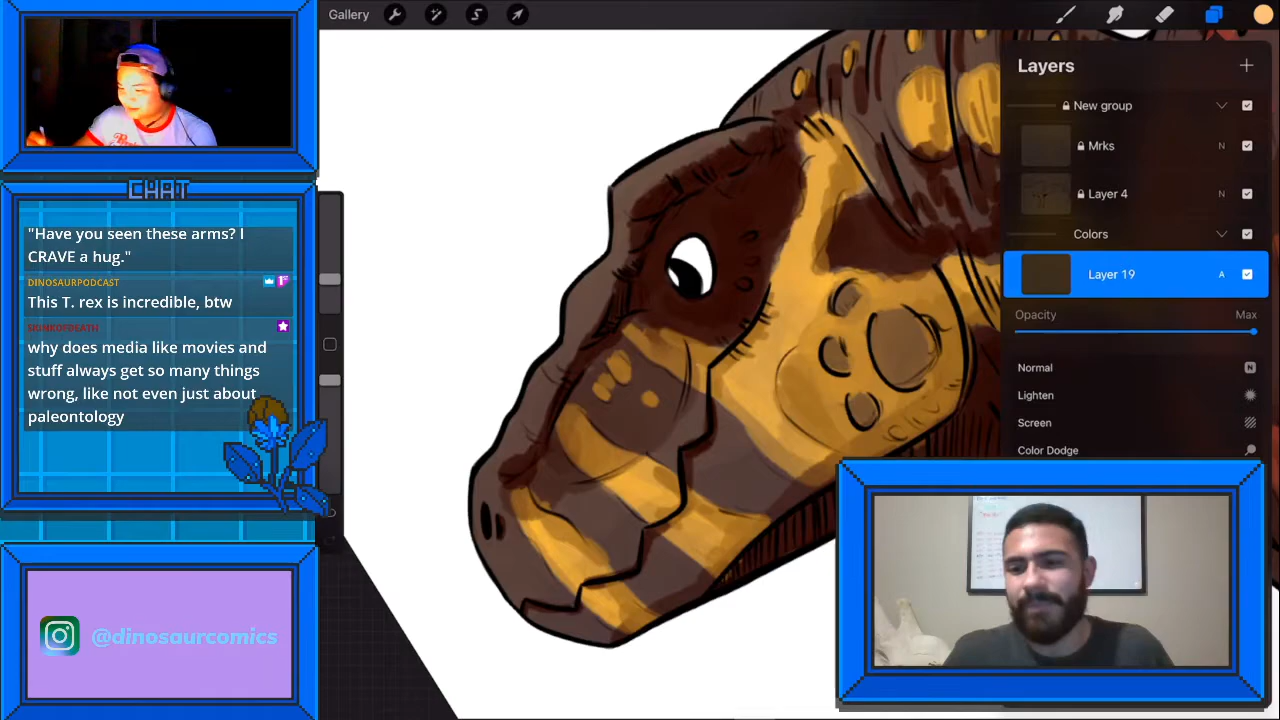 Gallery
Layers
New group
Mrks
N
Layer 4
N
Colors
Layer 19
A
Opacity
Max
Normal
N
Lighten
Screen
Color Dodge
CHAT
"Have you seen these arms? I
CRAVE a hug."
DINOSAURPODCAST
This T. rex is incredible, btw
why does media like movies and
stuff always get so many things
wrong, like not even just about
paleontology
@dinosaurcomics